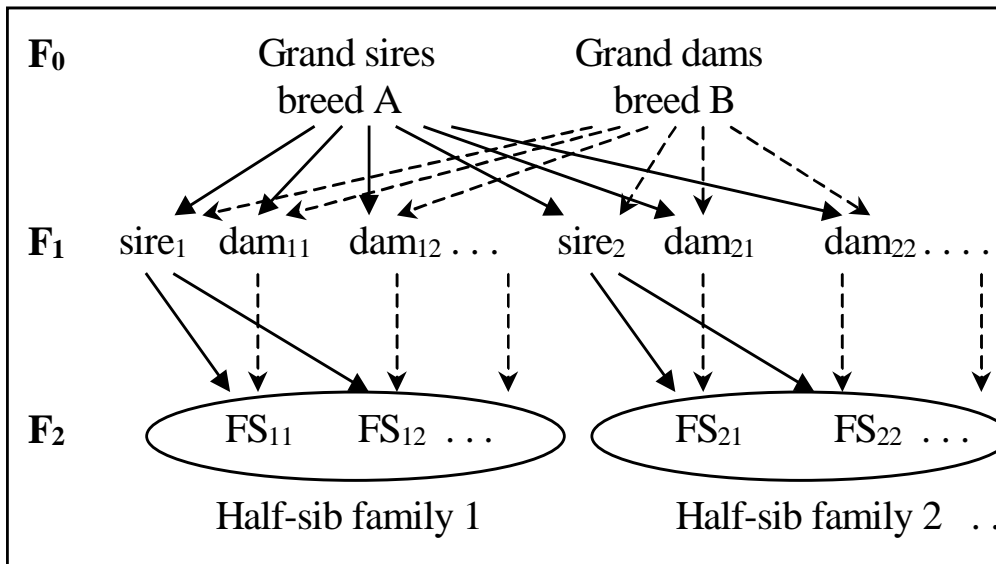 F₀ Grand sires Grand dams
breed A breed B
F₁ sire₁ dam₁₁ dam₁₂ . . . sire₂ dam₂₁ dam₂₂ . . . .
F₂ FS₁₁ FS₁₂ . . . FS₂₁ FS₂₂ . . .
Half-sib family 1 Half-sib family 2 . .